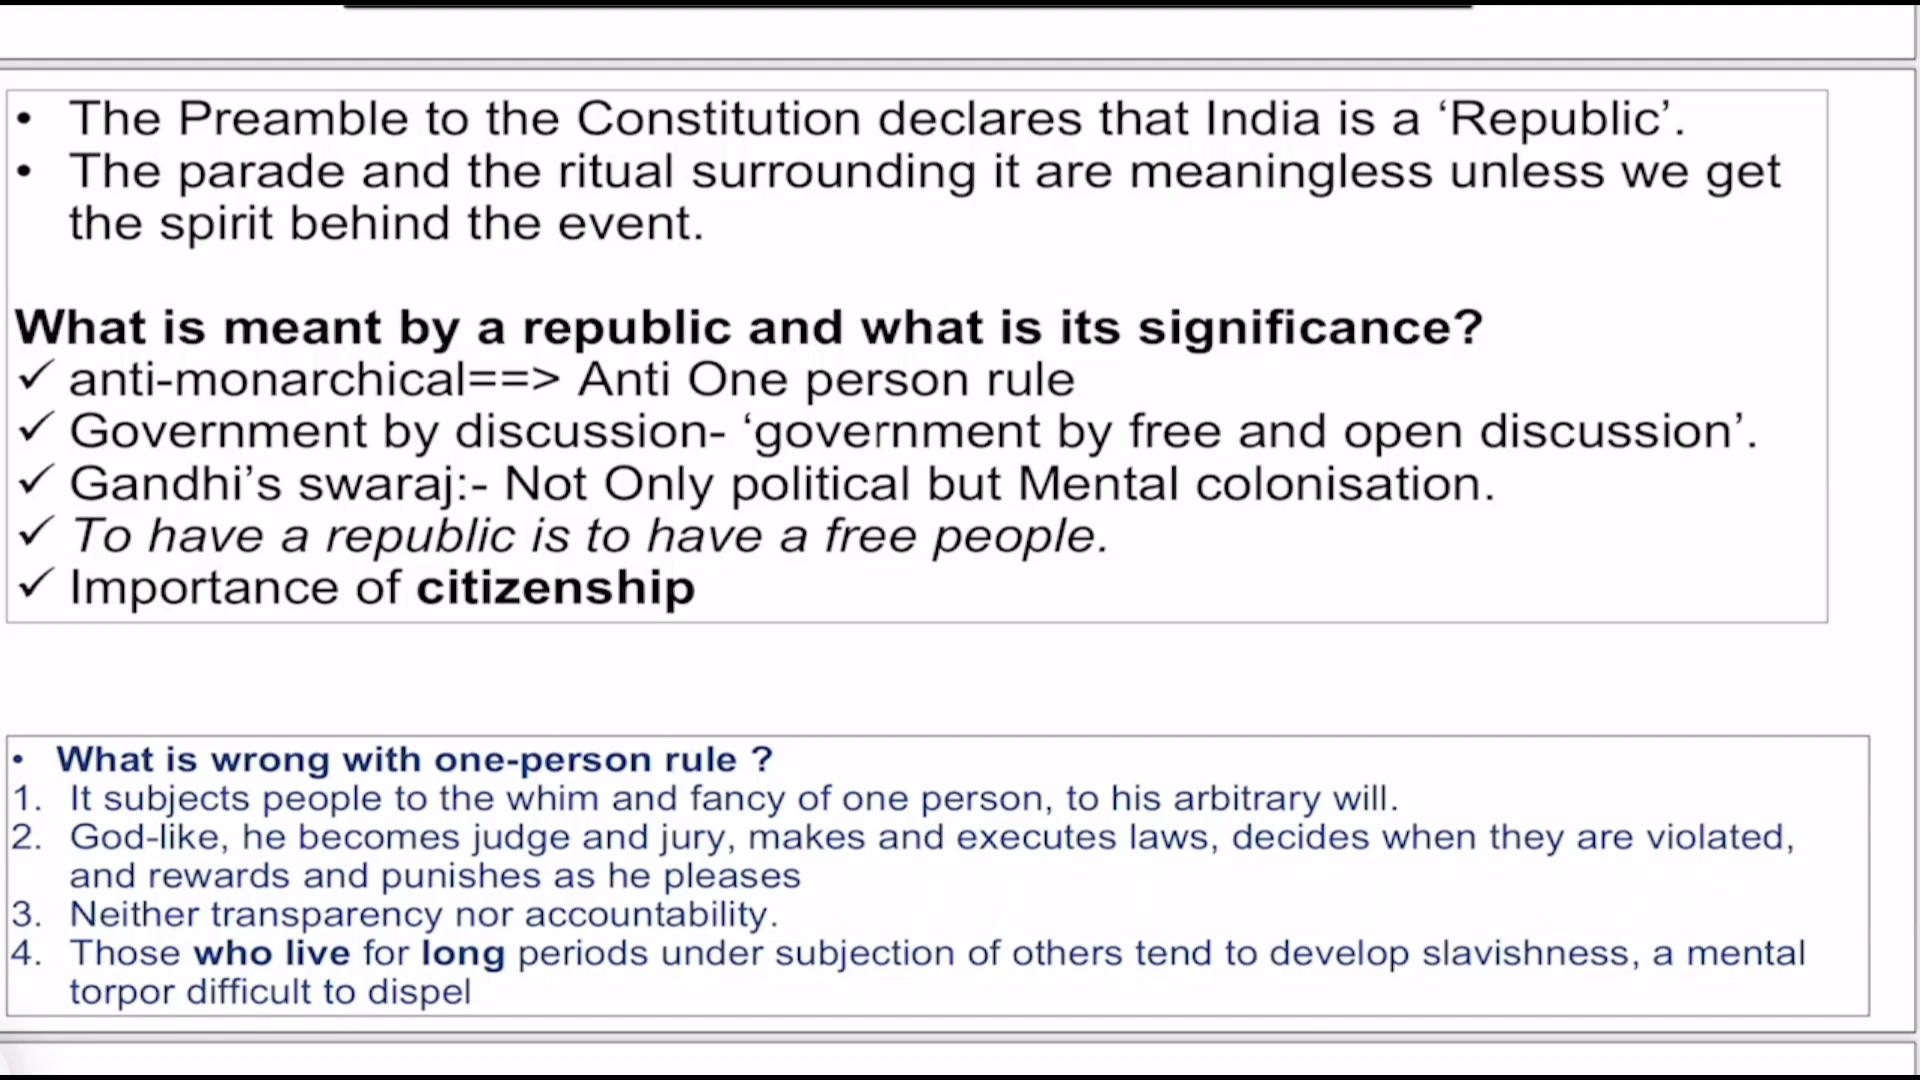 • The Preamble to the Constitution declares that India is a ‘Republic’.
• The parade and the ritual surrounding it are meaningless unless we get
the spirit behind the event.
What is meant by a republic and what is its significance?
✓ anti-monarchical==> Anti One person rule
✓ Government by discussion- ‘government by free and open discussion’.
✓ Gandhi’s swaraj:- Not Only political but Mental colonisation.
✓ To have a republic is to have a free people.
✓ Importance of citizenship
• What is wrong with one-person rule ?
1. It subjects people to the whim and fancy of one person, to his arbitrary will.
2. God-like, he becomes judge and jury, makes and executes laws, decides when they are violated,
and rewards and punishes as he pleases
3. Neither transparency nor accountability.
4. Those who live for long periods under subjection of others tend to develop slavishness, a mental
torpor difficult to dispel